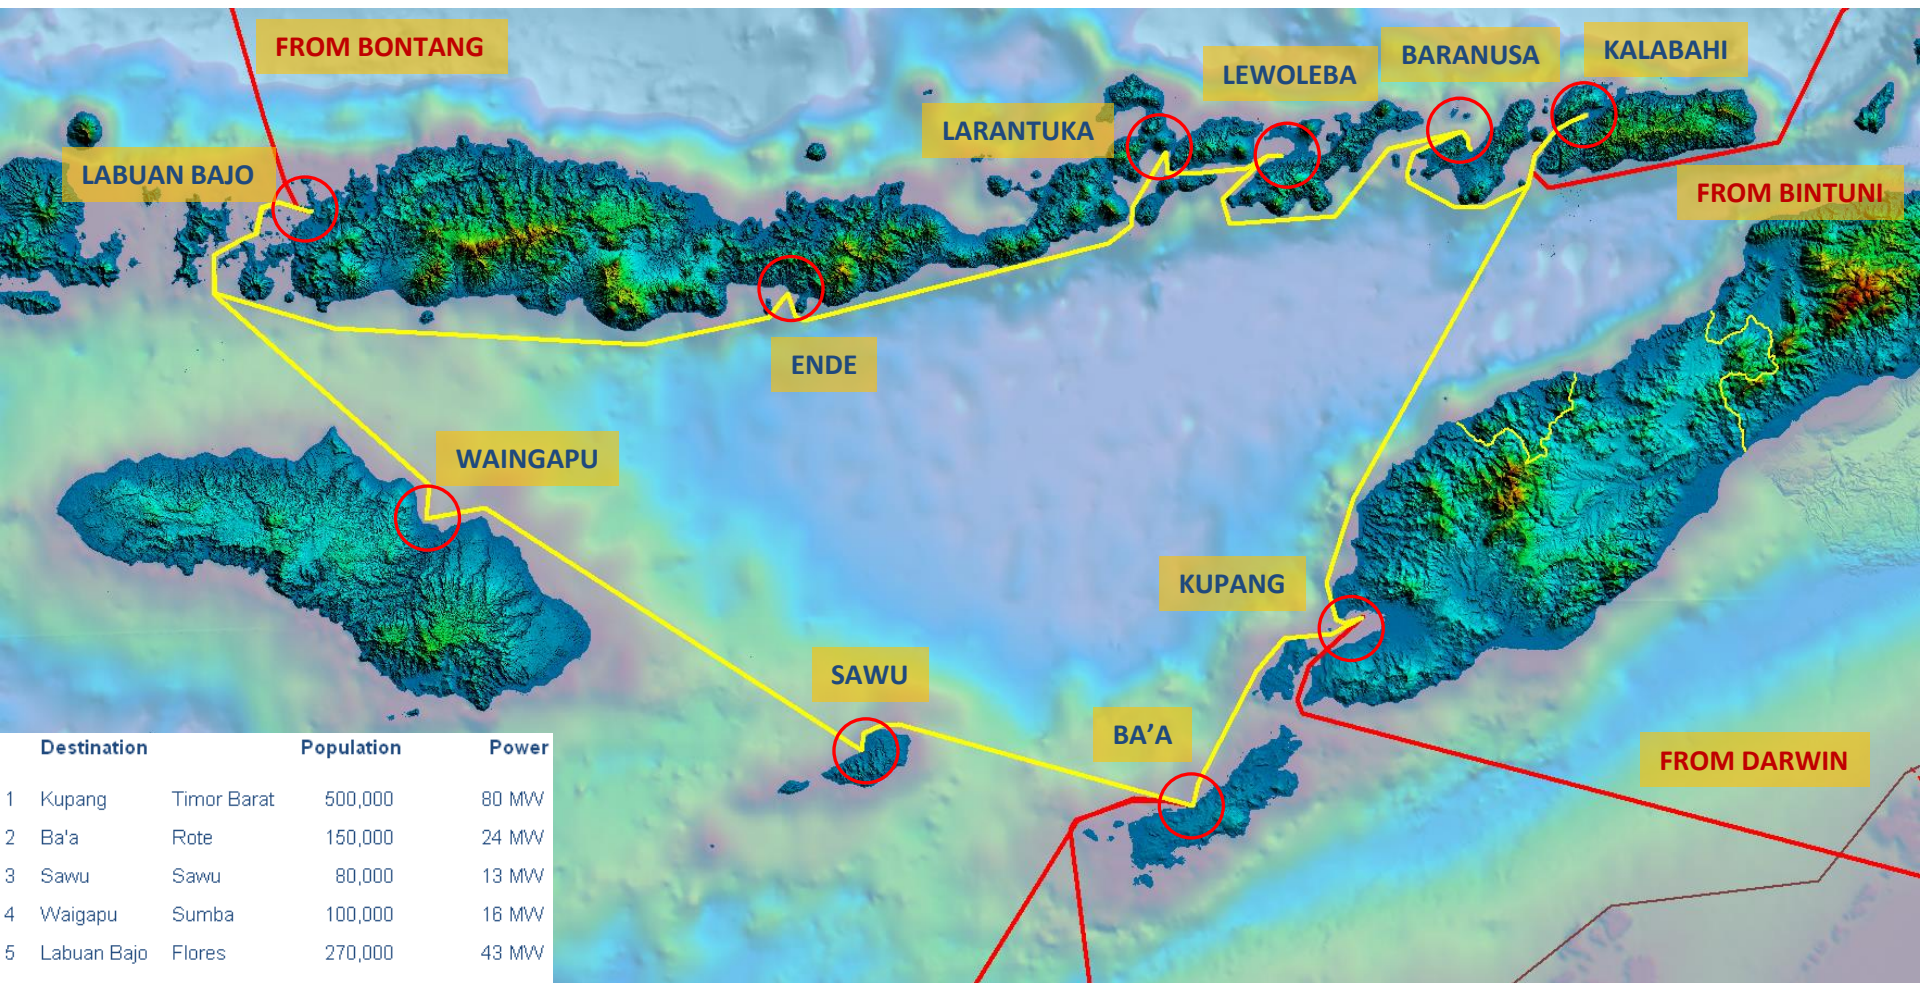 FROM BONTANG
BARANUSA
KALABAHI
LEWOLEBA
LARANTUKA
LABUAN BAJO
FROM BINTUNI
ENDE
WAINGAPU
KUPANG
SAWU
BA'A
FROM DARWIN
Destination Population Power
1 Kupang Timor Barat 500,000 80 MW
2 Ba'a Rote 150,000 24 MW
3 Sawu Sawu 80,000 13 MW
4 Waigapu Sumba 100,000 16 MW
5 Labuan Bajo Flores 270,000 43 MW